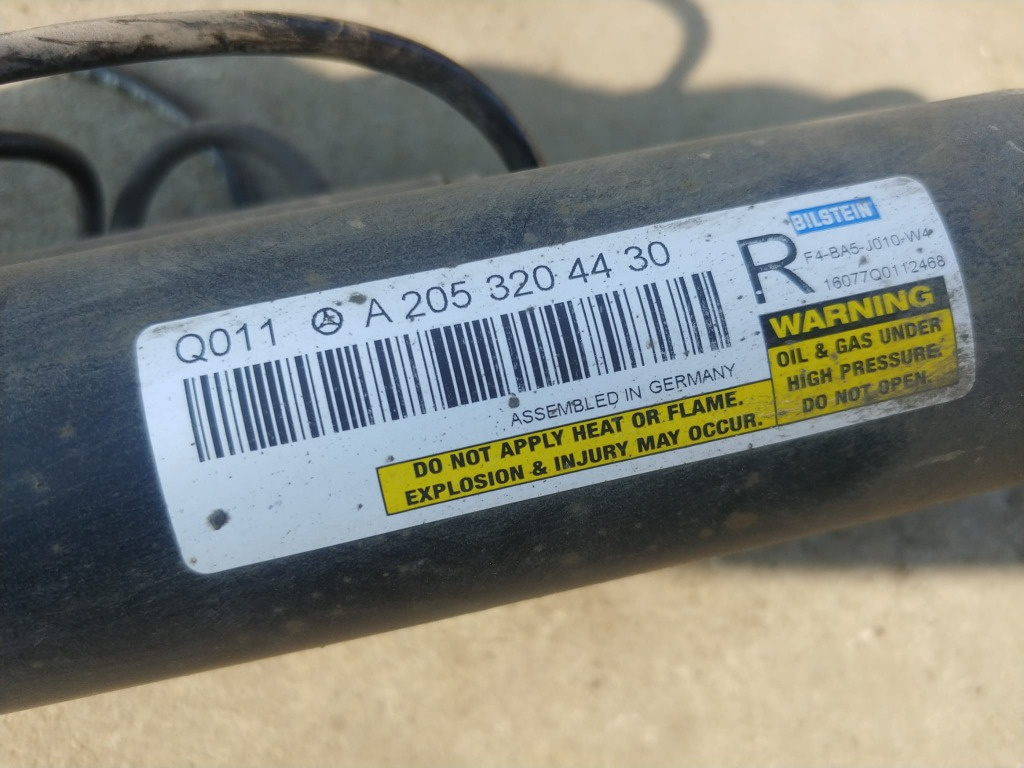 Q011 A 205 320 44 30
R
BILSTEIN
F4-BA5-J010-W4
16077Q0112468
ASSEMBLED IN GERMANY
DO NOT APPLY HEAT OR FLAME.
EXPLOSION & INJURY MAY OCCUR.
WARNING
OIL & GAS UNDER
HIGH PRESSURE.
DO NOT OPEN.